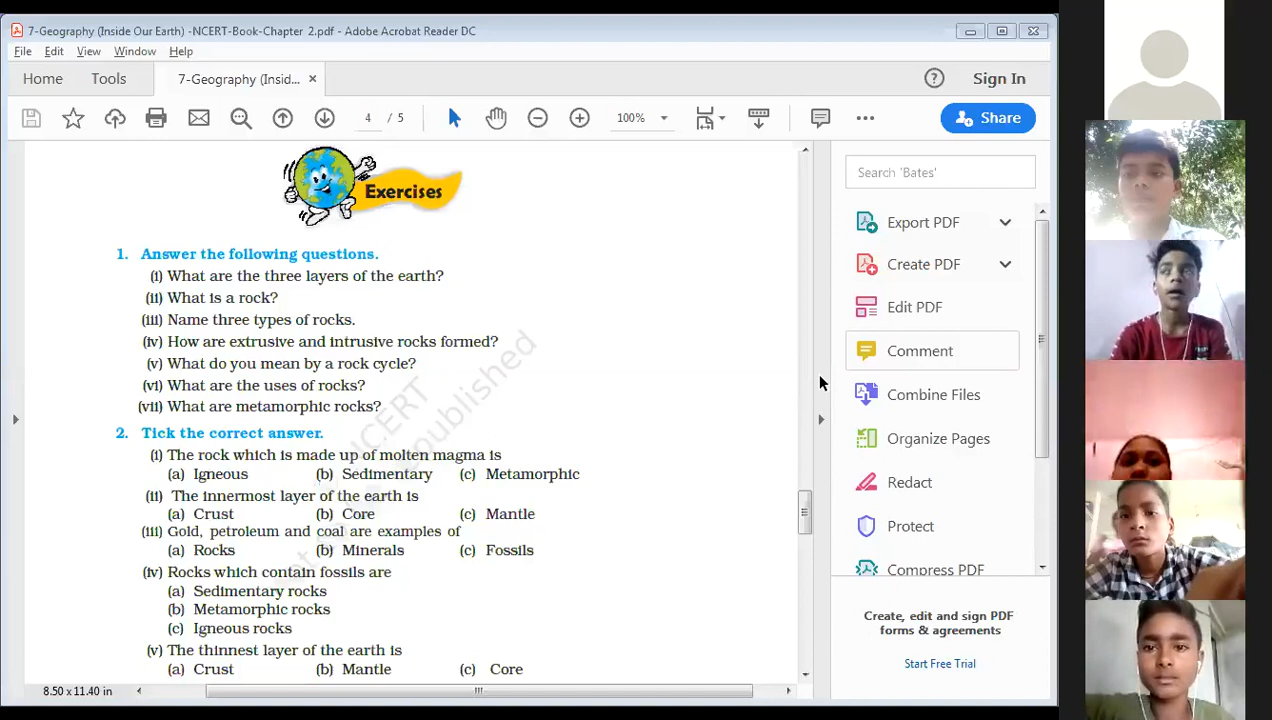 7-Geography (Inside Our Earth) -NCERT-Book-Chapter 2.pdf - Adobe Acrobat Reader DC
File Edit View Window Help
Home Tools 7-Geography (Insid... × Sign In
4 / 5 100% Share
Exercises
1. Answer the following questions.
(i) What are the three layers of the earth?
(ii) What is a rock?
(iii) Name three types of rocks.
(iv) How are extrusive and intrusive rocks formed?
(v) What do you mean by a rock cycle?
(vi) What are the uses of rocks?
(vii) What are metamorphic rocks?
2. Tick the correct answer.
(i) The rock which is made up of molten magma is
(a) Igneous (b) Sedimentary (c) Metamorphic
(ii) The innermost layer of the earth is
(a) Crust (b) Core (c) Mantle
(iii) Gold, petroleum and coal are examples of
(a) Rocks (b) Minerals (c) Fossils
(iv) Rocks which contain fossils are
(a) Sedimentary rocks
(b) Metamorphic rocks
(c) Igneous rocks
(v) The thinnest layer of the earth is
(a) Crust (b) Mantle (c) Core
8.50 x 11.40 in
Search 'Bates'
Export PDF
Create PDF
Edit PDF
Comment
Combine Files
Organize Pages
Redact
Protect
Compress PDF
Create, edit and sign PDF
forms & agreements
Start Free Trial